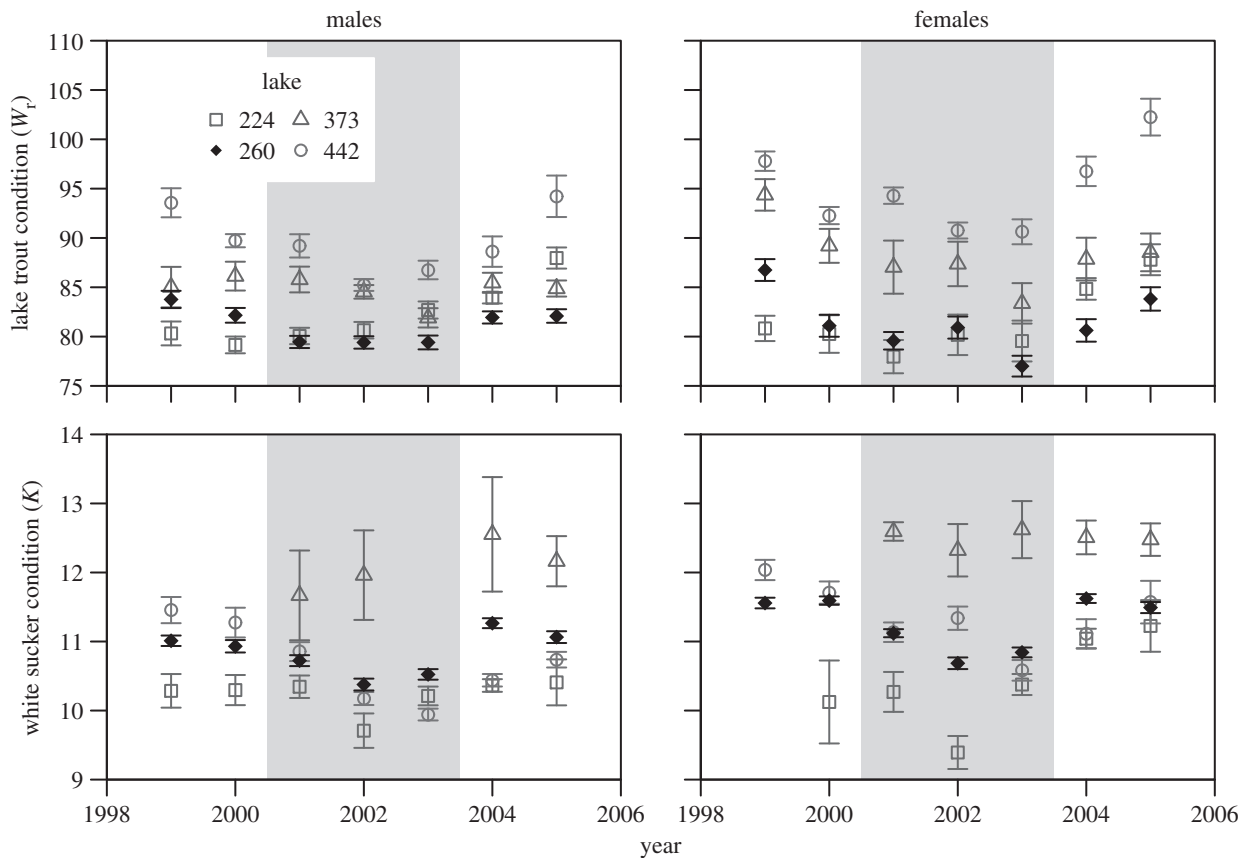 males
females
lake trout condition (Wr)
110
105
100
95
90
85
80
75
lake
224 373
260 442
white sucker condition (K)
14
13
12
11
10
9
1998 2000 2002 2004 2006 1998 2000 2002 2004 2006
year